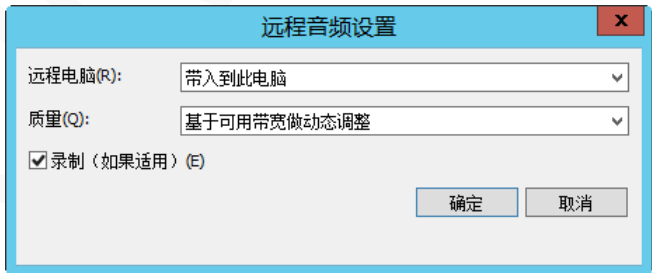 远程音频设置
x
远程电脑(R): 带入到此电脑
质量(Q): 基于可用带宽做动态调整
录制（如果适用）(E)
确定 取消